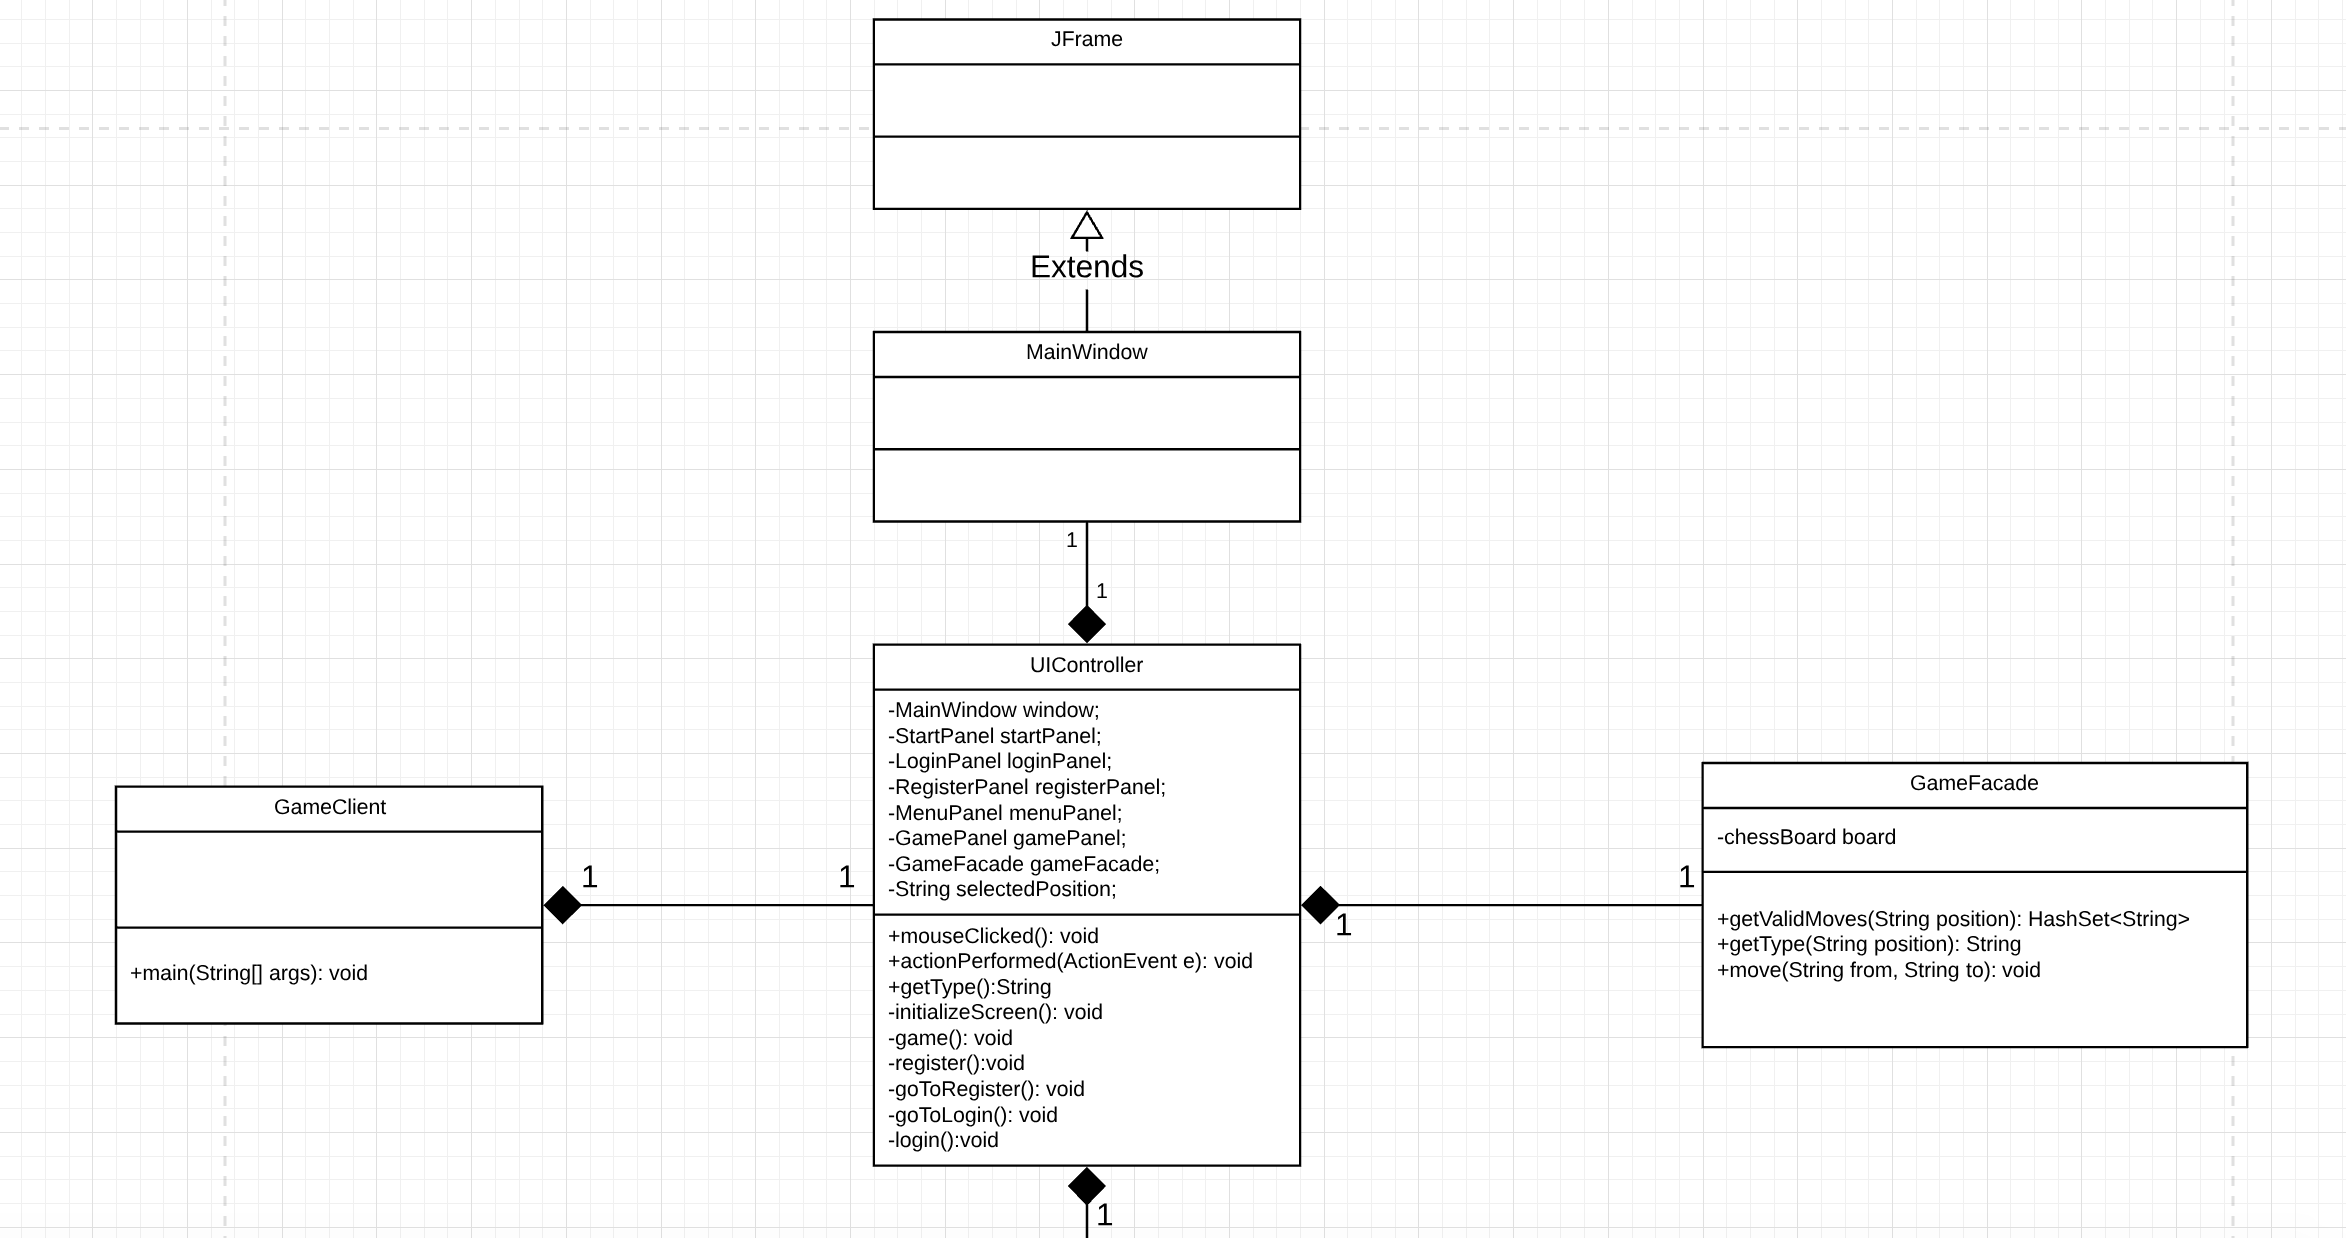 JFrame
Extends
MainWindow
1
1
UIController
-MainWindow window;
-StartPanel startPanel;
-LoginPanel loginPanel;
-RegisterPanel registerPanel;
-MenuPanel menuPanel;
-GamePanel gamePanel;
-GameFacade gameFacade;
-String selectedPosition;
+mouseClicked(): void
+actionPerformed(ActionEvent e): void
+getType():String
-initializeScreen(): void
-game(): void
-register():void
-goToRegister(): void
-goToLogin(): void
-login():void
GameClient
+main(String[] args): void
1
1
1
1
GameFacade
-chessBoard board
+getValidMoves(String position): HashSet<String>
+getType(String position): String
+move(String from, String to): void
1